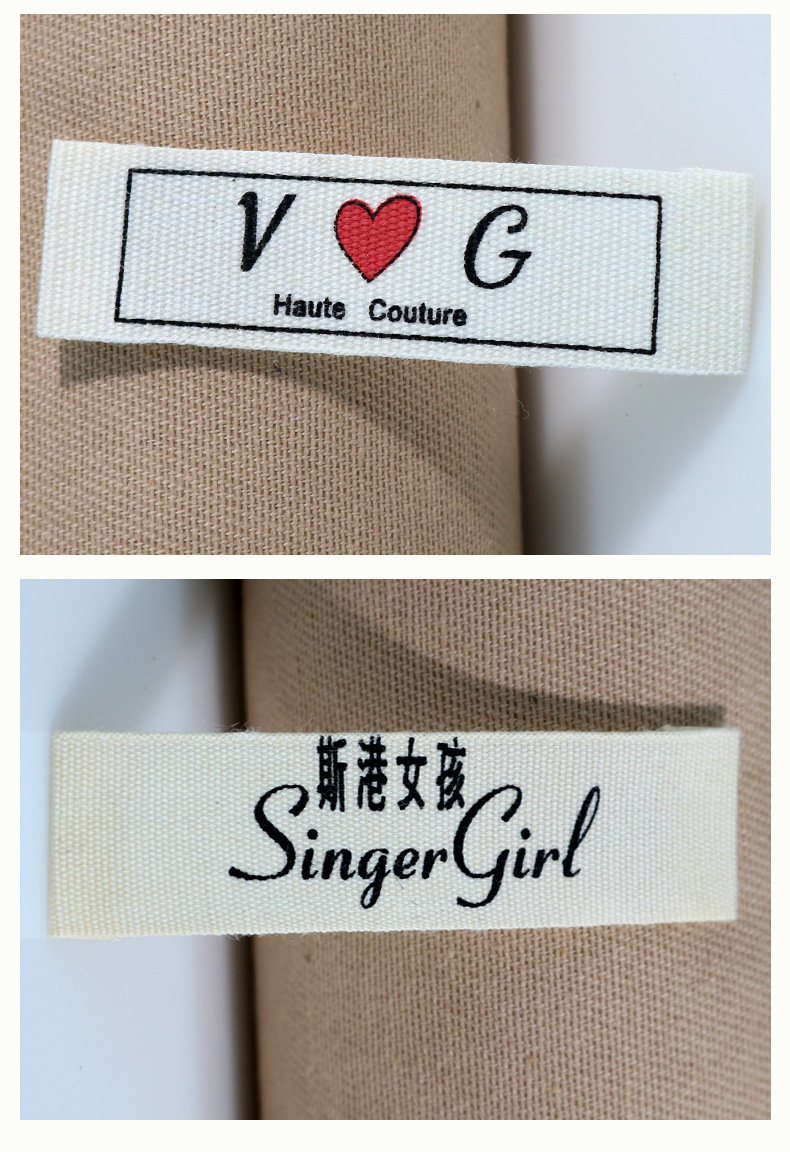 V G
Haute Couture
斯港女孩
SingerGirl